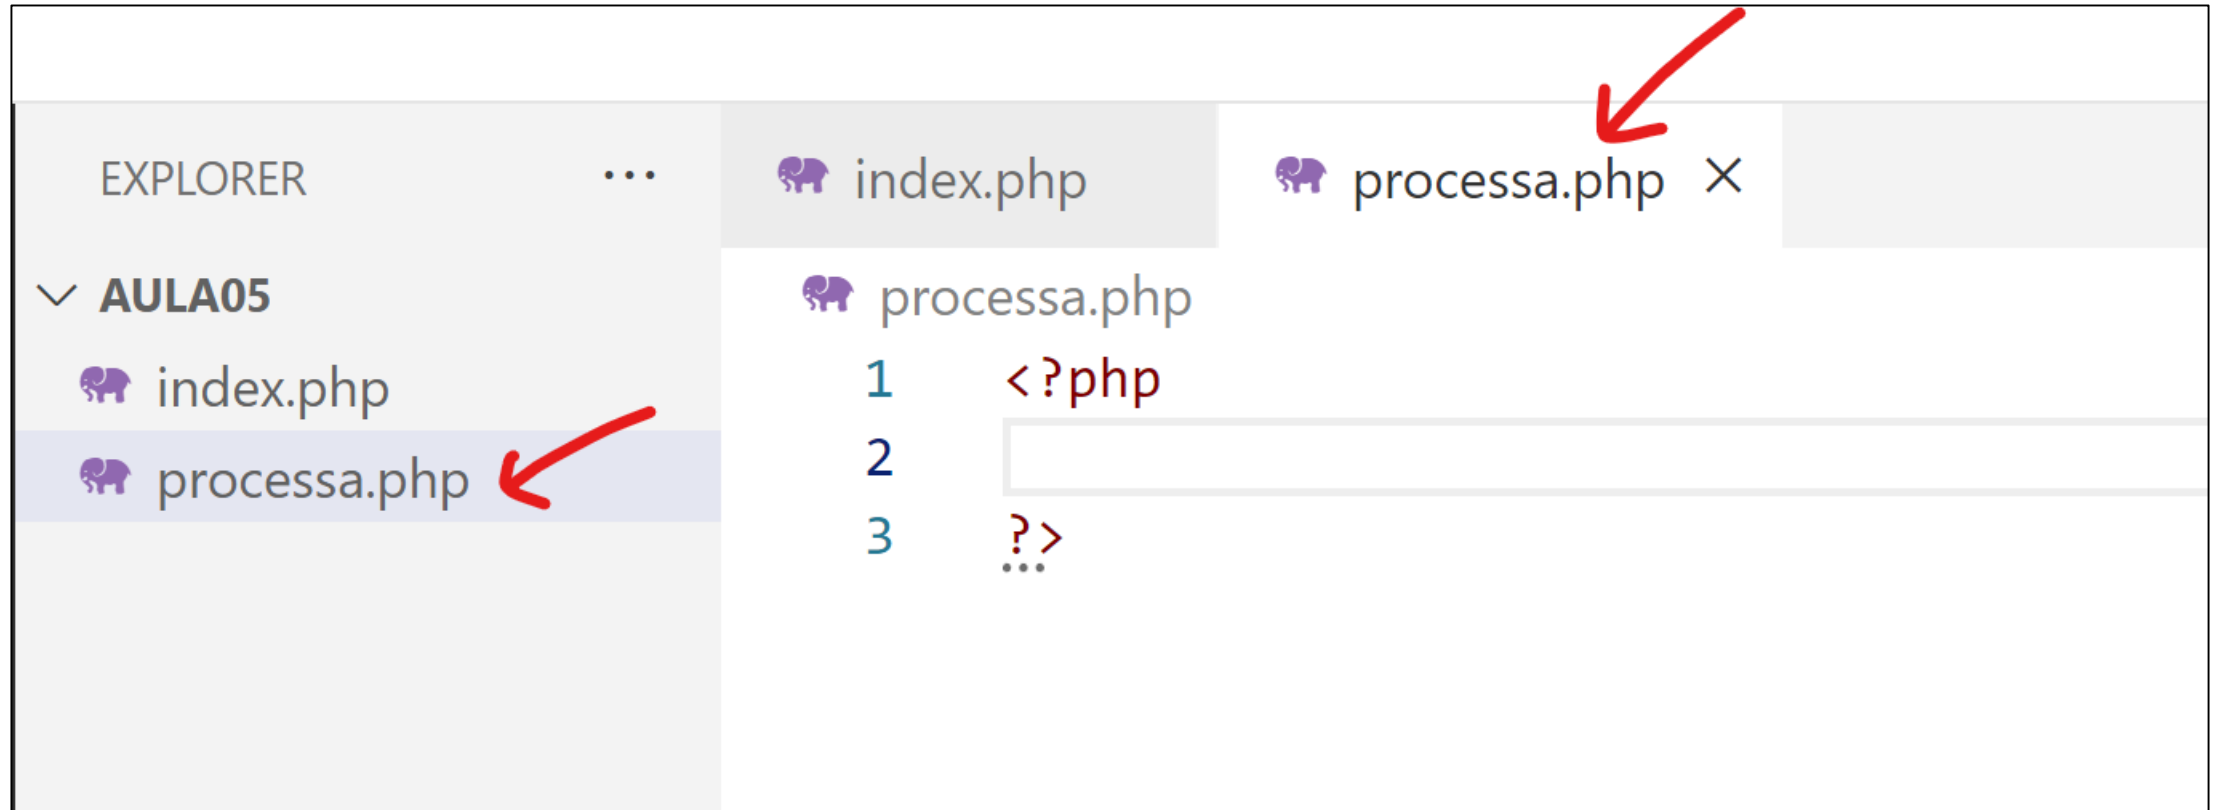 EXPLORER ...
AULA05
index.php
processa.php
index.php processa.php ×
processa.php
1 <?php
2
3 ?>